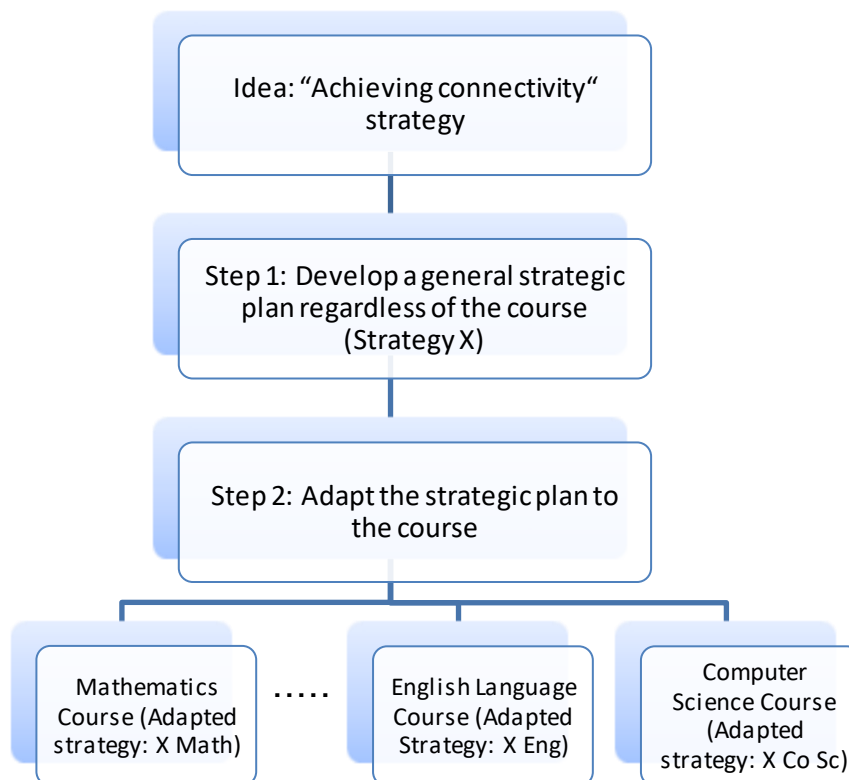 Idea: “Achieving connectivity“
strategy
Step 1: Develop a general strategic
plan regardless of the course
(Strategy X)
Step 2: Adapt the strategic plan to
the course
Mathematics
Course (Adapted
strategy: X Math)
.....
English Language
Course (Adapted
Strategy: X Eng)
Computer
Science Course
(Adapted
strategy: X Co Sc)